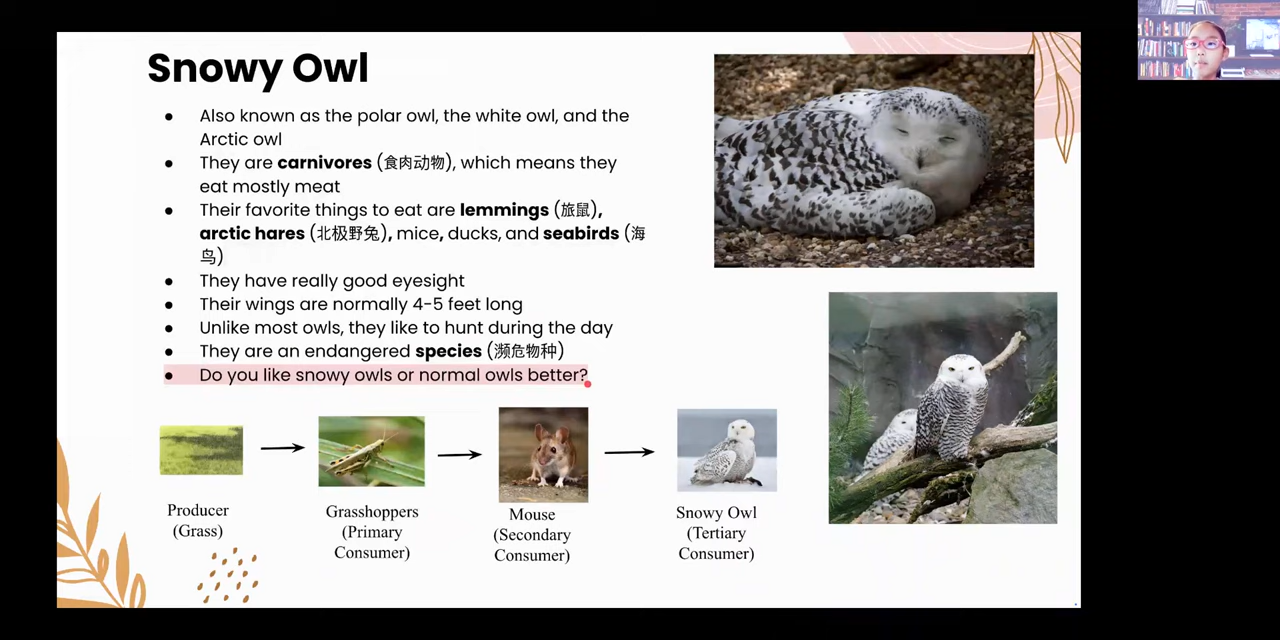 Snowy Owl
● Also known as the polar owl, the white owl, and the
Arctic owl
● They are carnivores (食肉动物), which means they
eat mostly meat
● Their favorite things to eat are lemmings (旅鼠),
arctic hares (北极野兔), mice, ducks, and seabirds (海
鸟)
● They have really good eyesight
● Their wings are normally 4-5 feet long
● Unlike most owls, they like to hunt during the day
● They are an endangered species (濒危物种)
● Do you like snowy owls or normal owls better?
Producer
(Grass)
Grasshoppers
(Primary
Consumer)
Mouse
(Secondary
Consumer)
Snowy Owl
(Tertiary
Consumer)